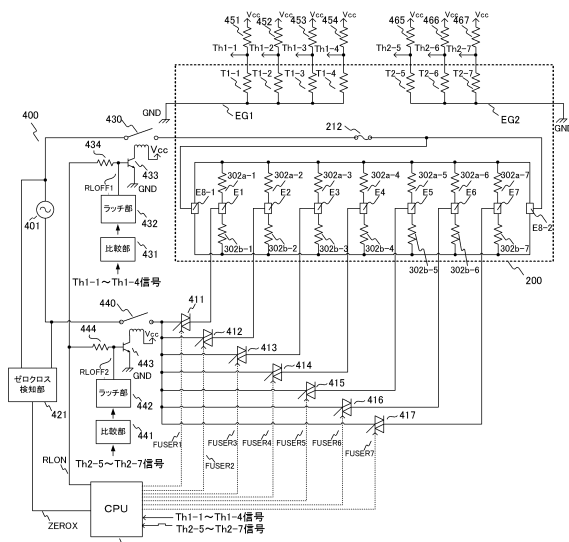 Vcc Vcc Vcc Vcc Vcc Vcc Vcc
451 452 453 454 465 466 467
Th1-1 Th1-2 Th1-3 Th1-4 Th2-5 Th2-6 Th2-7
T1-1 T1-2 T1-3 T1-4 T2-5 T2-6 T2-7
GND EG1 EG2 GND
400 430 212
434 Vcc
433
RLOFF1 GND
302a-1 302a-2 302a-3 302a-4 302a-5 302a-6 302a-7
401
ラッチ部
432
E8-1 E1 E2 E3 E4 E5 E6 E7 E8-2
比較部
431
302b-1 302b-2 302b-3 302b-4 302b-5 302b-6 302b-7
Th1-1~Th1-4信号
200
440 411
444 Vcc 412
443 413
RLOFF2 GND 414
ゼロクロス
検知部
421
ラッチ部
442
415
416
比較部
441
417
RLON
Th2-5~Th2-7信号
FUSER1 FUSER2 FUSER3 FUSER4 FUSER5 FUSER6 FUSER7
CPU
ZEROX
Th1-1~Th1-4信号
Th2-5~Th2-7信号